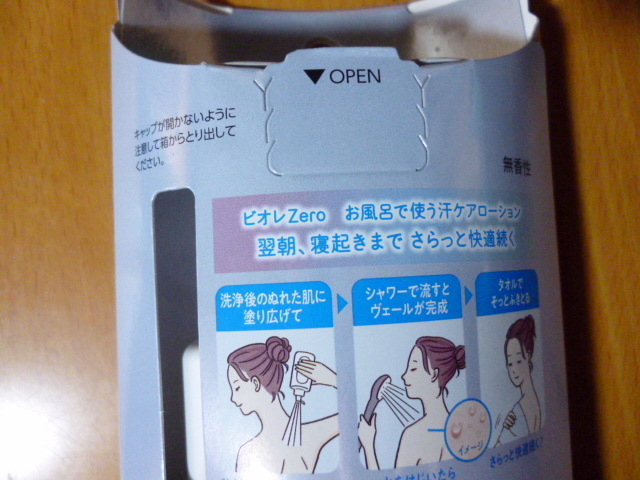 ▼ OPEN
キャップが開かないように
注意して箱からとり出して
ください。
無香性
ビオレZero お風呂で使う汗ケアローション
翌朝、寝起きまで さらっと快適続く
洗浄後のぬれた肌に
塗り広げて
シャワーで流すと
ヴェールが完成
タオルで
そっとふきとる
イメージ
さらっと快適続く♪